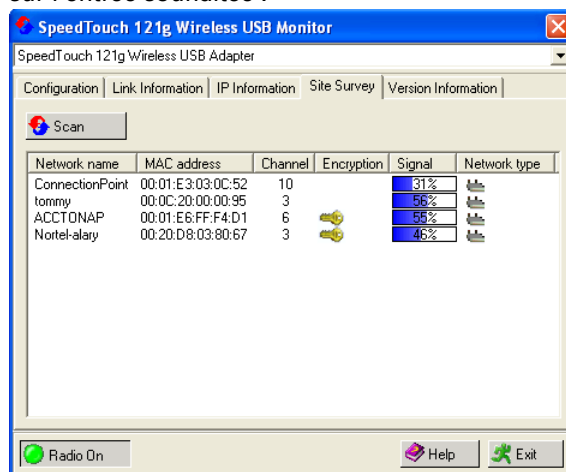 sur l'entrée souhaitée :
SpeedTouch 121g Wireless USB Monitor
SpeedTouch 121g Wireless USB Adapter
Configuration Link Information IP Information Site Survey Version Information
Scan
Network name MAC address Channel Encryption Signal Network type
ConnectionPoint 00:01:E3:03:0C:52 10 31%
tommy 00:0C:20:00:00:95 3 56%
ACCTONAP 00:01:E6:FF:F4:D1 6 55%
Nortel-alary 00:20:D8:03:80:67 3 46%
Radio On Help Exit